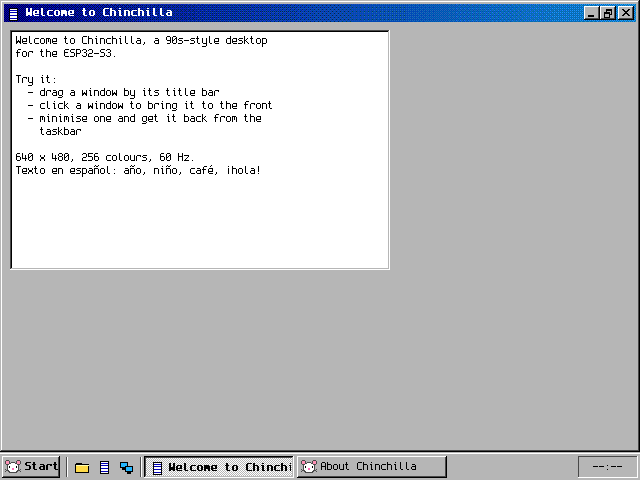 Welcome to Chinchilla
Welcome to Chinchilla, a 90s-style desktop
for the ESP32-S3.
Try it:
- drag a window by its title bar
- click a window to bring it to the front
- minimise one and get it back from the
taskbar
640 x 480, 256 colours, 60 Hz.
Texto en español: año, niño, café, ¡hola!
Start
Welcome to Chinchi
About Chinchilla
--:--